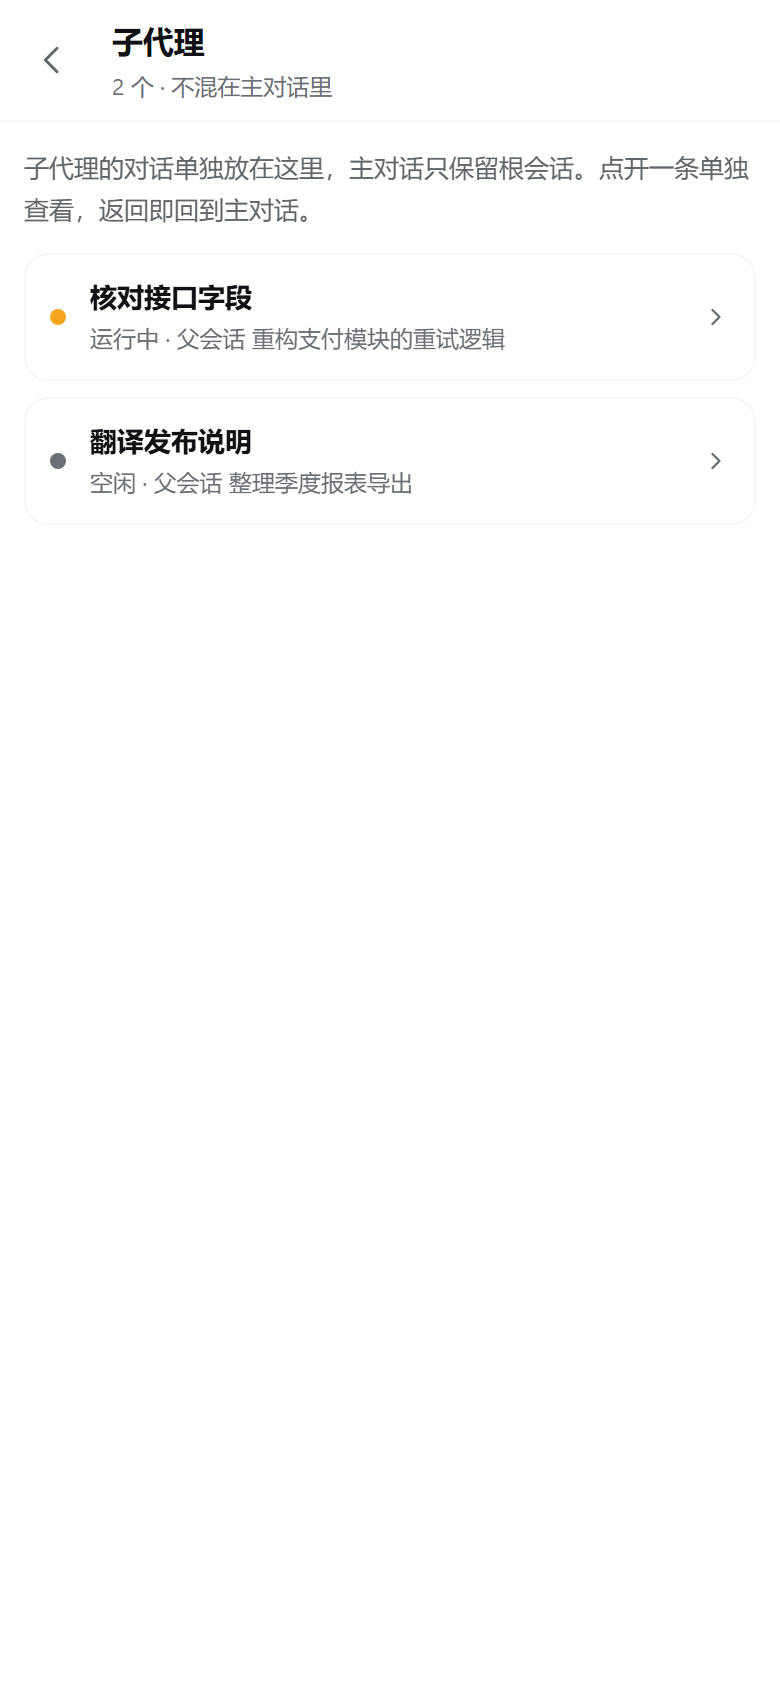 子代理
2 个 · 不混在主对话里
子代理的对话单独放在这里，主对话只保留根会话。点开一条单独
查看，返回即回到主对话。
核对接口字段
运行中 · 父会话 重构支付模块的重试逻辑
翻译发布说明
空闲 · 父会话 整理季度报表导出